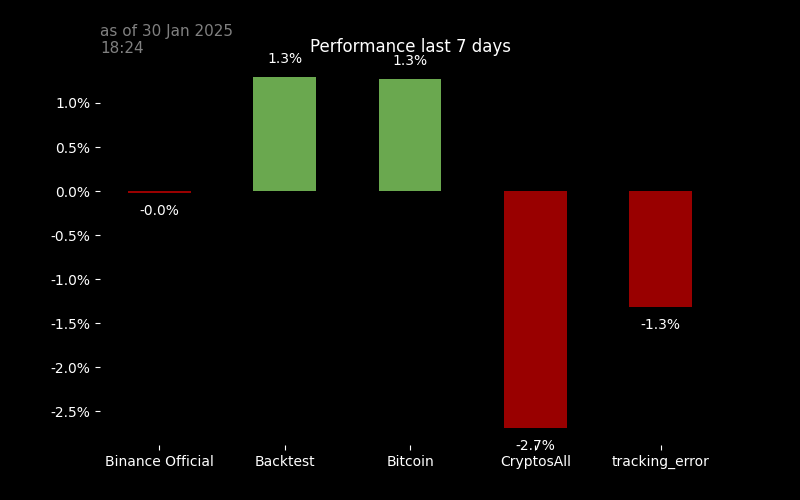 as of 30 Jan 2025
18:24
Performance last 7 days
1.3%
1.3%
1.0%
0.5%
0.0%
-0.0%
-0.5%
-1.0%
-1.5%
-1.3%
-2.0%
-2.5%
-2.7%
Binance Official
Backtest
Bitcoin
CryptosAll
tracking_error